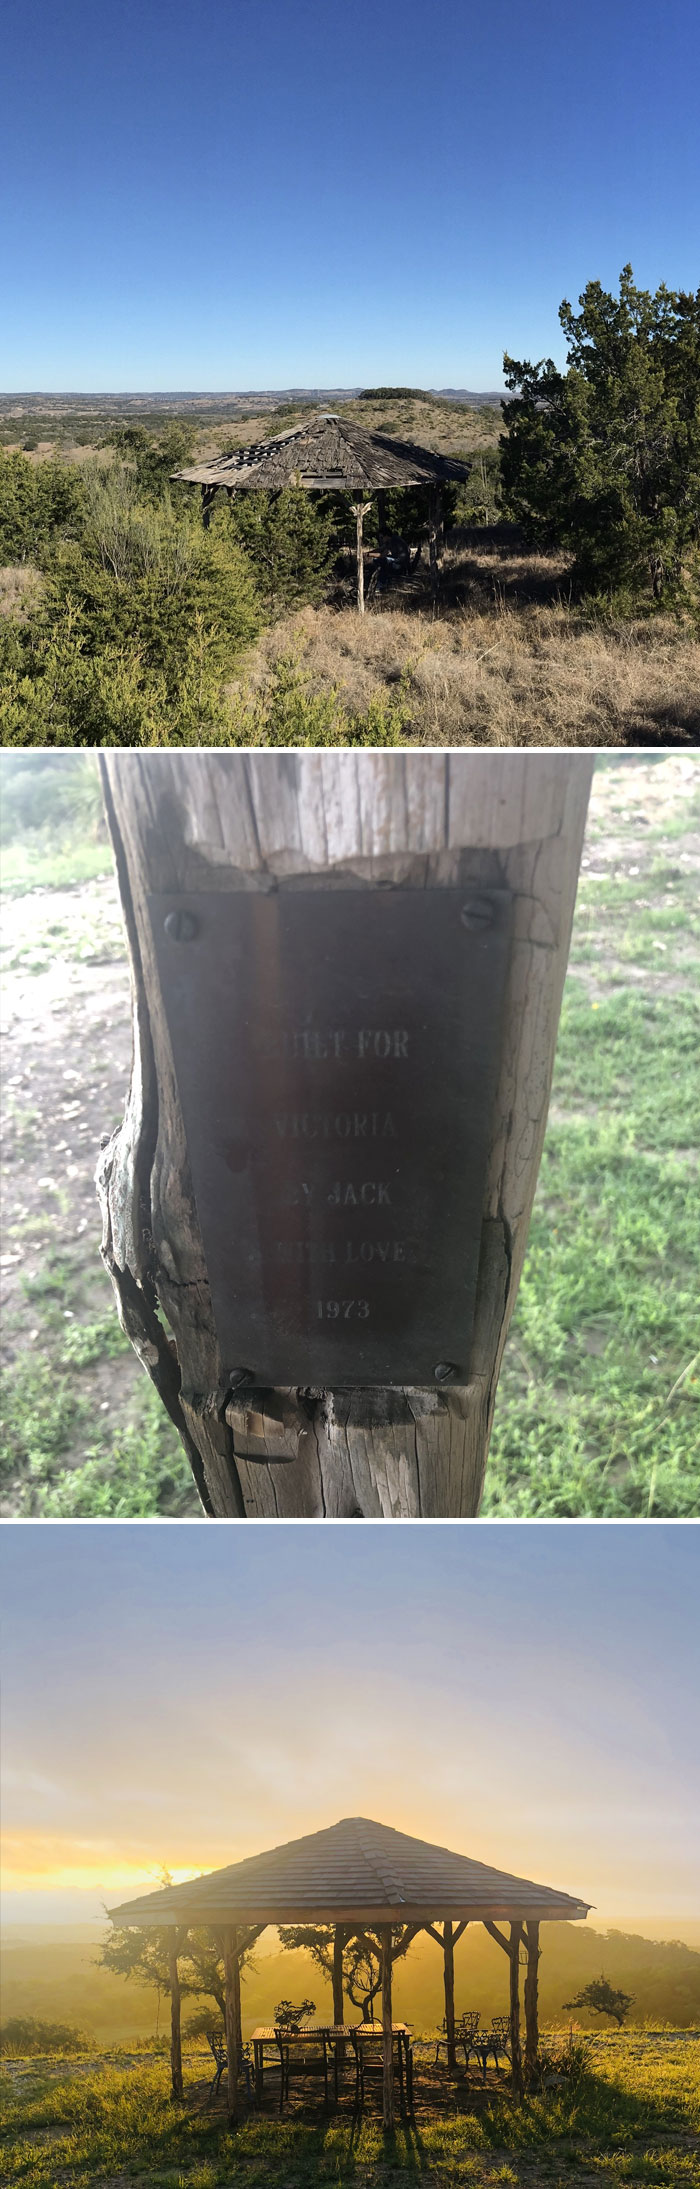 BUILT FOR
VICTORIA
BY JACK
WITH LOVE
1973